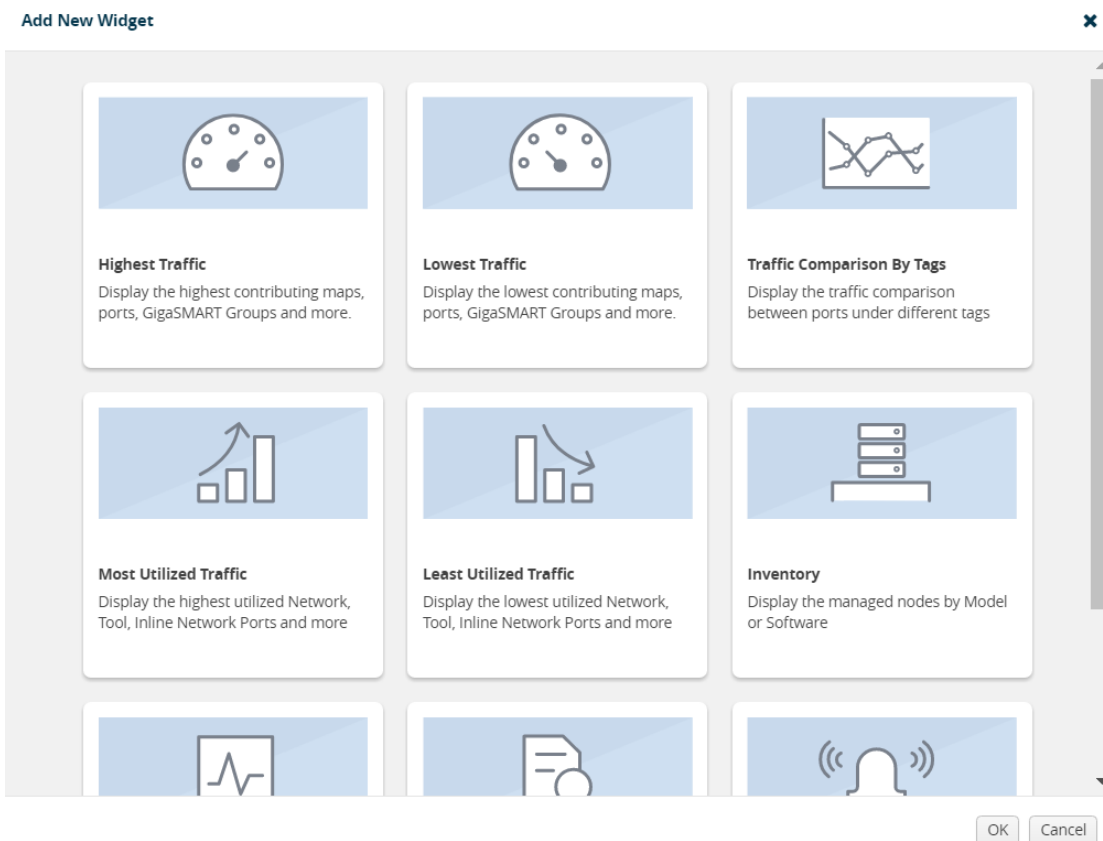 Add New Widget
Highest Traffic
Display the highest contributing maps,
ports, GigaSMART Groups and more.
Lowest Traffic
Display the lowest contributing maps,
ports, GigaSMART Groups and more.
Traffic Comparison By Tags
Display the traffic comparison
between ports under different tags
Most Utilized Traffic
Display the highest utilized Network,
Tool, Inline Network Ports and more
Least Utilized Traffic
Display the lowest utilized Network,
Tool, Inline Network Ports and more
Inventory
Display the managed nodes by Model
or Software
OK
Cancel